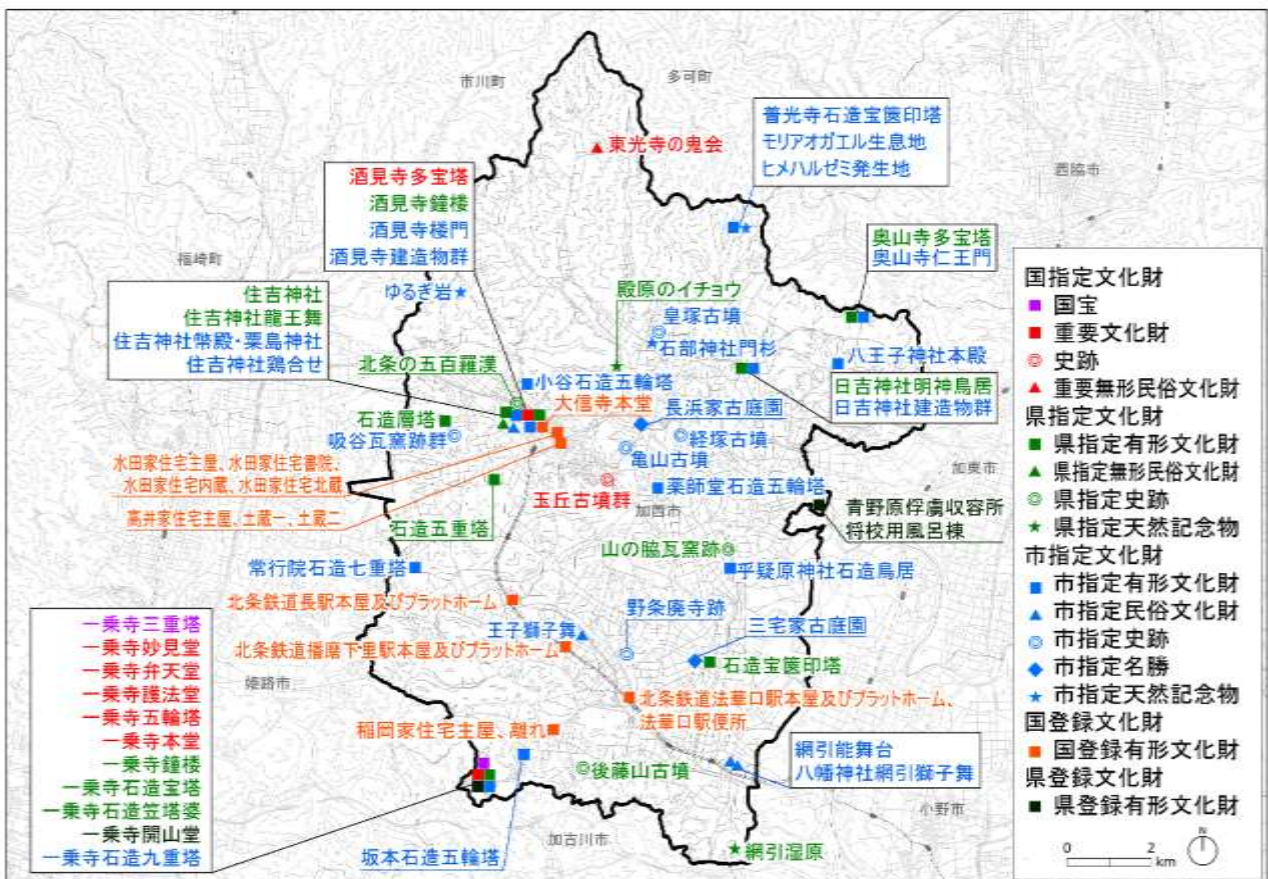 市川町
多可町
普光寺石造宝篋印塔
モリアオガエル生息地
ヒメハルゼミ発生地
東光寺の鬼会
西脇市
酒見寺多宝塔
酒見寺鐘楼
酒見寺楼門
酒見寺建造物群
奥山寺多宝塔
奥山寺仁王門
福崎町
ゆるぎ岩
殿原のイチョウ
皇塚古墳
石部神社門杉
住吉神社
住吉神社龍王舞
住吉神社幣殿・粟島神社
住吉神社鶏合せ
北条の五百羅漢
小谷石造五輪塔
八王子神社本殿
日吉神社明神鳥居
日吉神社建造物群
大信寺本堂
長浜家古庭園
石造層塔
吸谷瓦窯跡群
経塚古墳
亀山古墳
水田家住宅主屋、水田家住宅書院、
水田家住宅内蔵、水田家住宅北蔵
高井家住宅主屋、土蔵一、土蔵二
玉丘古墳群
薬師堂石造五輪塔
加西市
加東市
青野原俘虜収容所
将校用風呂棟
石造五重塔
山の脇瓦窯跡
常行院石造七重塔
乎疑原神社石造鳥居
北条鉄道長駅本屋及びプラットホーム
野条廃寺跡
王子獅子舞
三宅家古庭園
北条鉄道播磨下里駅本屋及びプラットホーム
石造宝篋印塔
姫路市
北条鉄道法華口駅本屋及びプラットホーム、
法華口駅便所
稲岡家住宅主屋、離れ
一乗寺三重塔
一乗寺妙見堂
一乗寺弁天堂
一乗寺護法堂
一乗寺五輪塔
一乗寺本堂
一乗寺鐘楼
一乗寺石造宝塔
一乗寺石造笠塔婆
一乗寺開山堂
一乗寺石造九重塔
後藤山古墳
網引能舞台
八幡神社網引獅子舞
小野市
加古川市
坂本石造五輪塔
網引湿原
国指定文化財
国宝
重要文化財
史跡
重要無形民俗文化財
県指定文化財
県指定有形文化財
県指定無形民俗文化財
県指定史跡
県指定天然記念物
市指定文化財
市指定有形文化財
市指定民俗文化財
市指定史跡
市指定名勝
市指定天然記念物
国登録文化財
国登録有形文化財
県登録文化財
県登録有形文化財
N
0 2
km